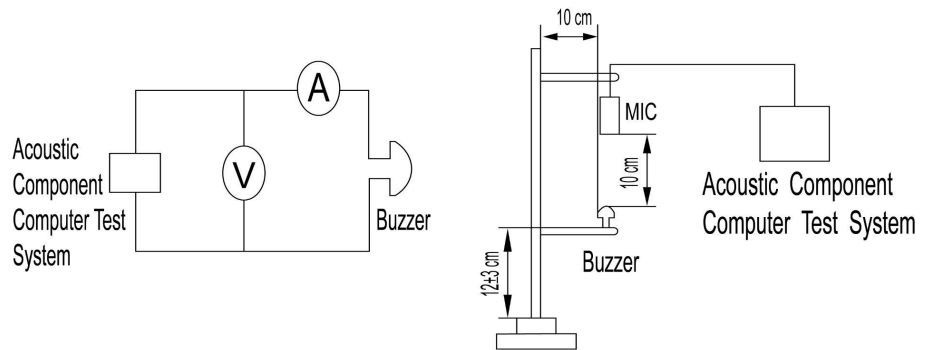 A
V
Acoustic
Component
Computer Test
System
Buzzer
10 cm
MIC
10 cm
Acoustic Component
Computer Test System
Buzzer
12±3 cm